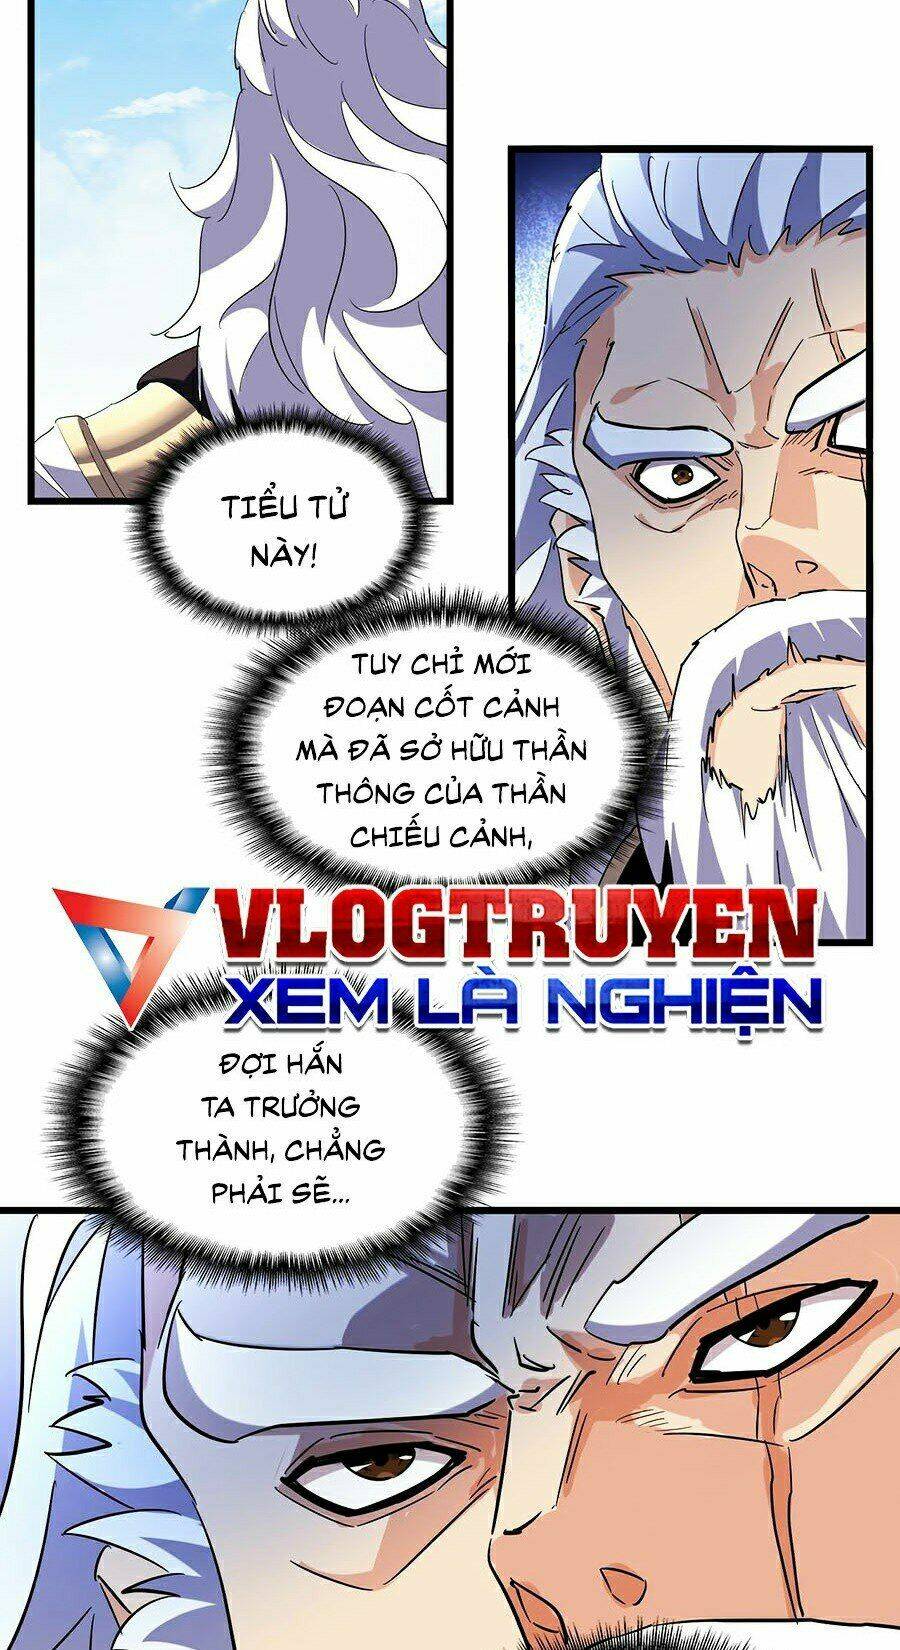 TIỂU TỬ
NÀY!
TUY CHỈ MỚI
ĐOẠN CỐT CẢNH
MÀ ĐÃ SỞ HỮU THẦN
THÔNG CỦA THẦN
CHIẾU CẢNH,
VLOGTRUYEN
XEM LÀ NGHIỆN
ĐỢI HẮN
TA TRƯỞNG
THÀNH, CHẲNG
PHẢI SẼ...